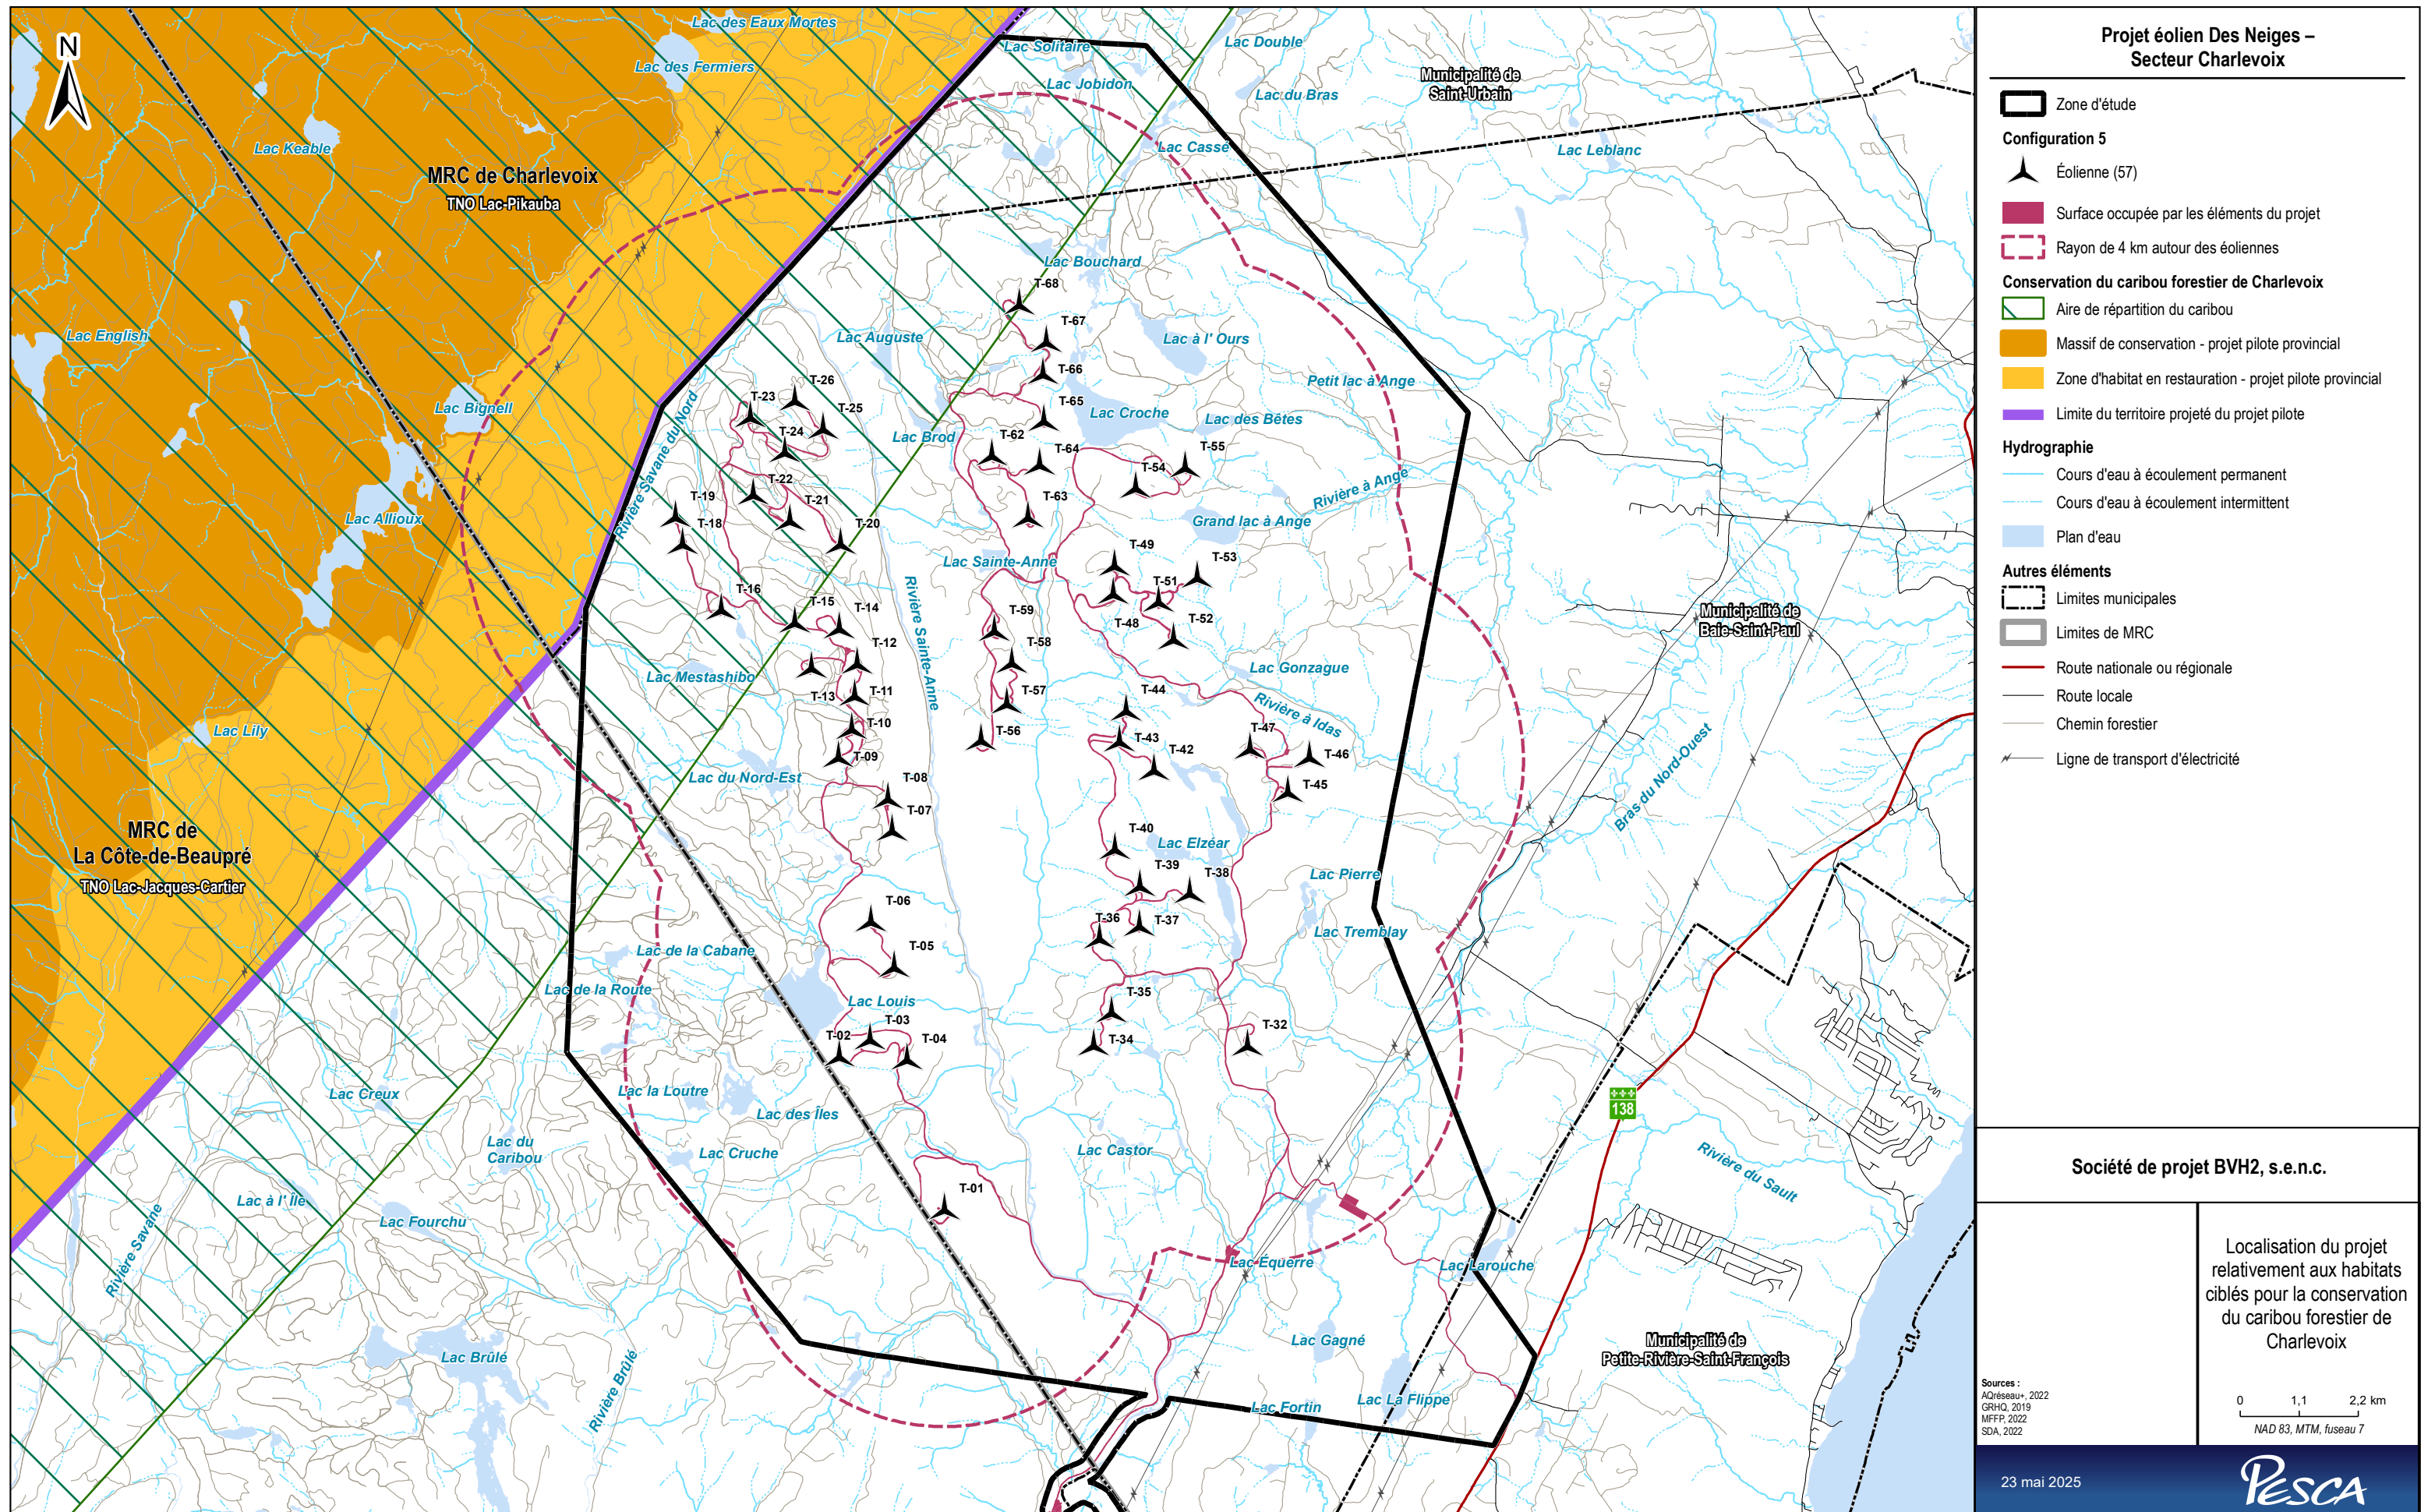 N
Lac des Eaux Mortes
Lac des Fermiers
Lac Solitaire
Lac Double
Lac Jobidon
Lac du Bras
Municipalité de
Saint-Urbain
Lac Keable
MRC de Charlevoix
TNO Lac-Pikauba
Lac Cassé
Lac Leblanc
Lac Bouchard
T-68
T-67
Lac English
Lac Auguste
Lac à l' Ours
T-66
T-26
Petit lac à Ange
T-23
T-25
T-65
Lac Bignell
Lac Croche
Lac des Bêtes
T-24
Lac Brod
T-62
T-64
T-55
T-54
Rivière Savane du Nord
T-22
Rivière à Ange
T-19
T-21
T-63
Lac Allioux
T-18
T-20
Grand lac à Ange
T-49
T-53
Lac Sainte-Anne
T-51
T-16
T-15
T-14
T-59
T-48
T-52
Municipalité de
Baie-Saint-Paul
Rivière Sainte-Anne
T-12
T-58
Lac Mestashibo
Lac Gonzague
T-13
T-11
T-57
T-44
Rivière à Idas
T-10
T-56
T-43
T-42
T-47
T-46
Lac Lily
T-09
Lac du Nord-Est
T-08
T-45
Bras du Nord-Ouest
T-07
T-40
Lac Elzéar
MRC de
La Côte-de-Beaupré
TNO Lac-Jacques-Cartier
T-39
T-38
Lac Pierre
T-06
T-36
T-37
Lac Tremblay
Lac de la Cabane
T-05
Lac de la Route
Lac Louis
T-35
T-02
T-03
T-04
T-34
T-32
Lac Creux
Lac la Loutre
Lac des Îles
138
Lac du
Caribou
Lac Cruche
Lac Castor
Rivière du Sault
Lac à l' Île
T-01
Rivière Savane
Lac Fourchu
Lac Équerre
Lac Larouche
Lac Brûlé
Rivière Brûlé
Lac Gagné
Municipalité de
Petite-Rivière-Saint-François
Lac Fortin
Lac La Flippe
Projet éolien Des Neiges –
Secteur Charlevoix
Zone d'étude
Configuration 5
Éolienne (57)
Surface occupée par les éléments du projet
Rayon de 4 km autour des éoliennes
Conservation du caribou forestier de Charlevoix
Aire de répartition du caribou
Massif de conservation - projet pilote provincial
Zone d'habitat en restauration - projet pilote provincial
Limite du territoire projeté du projet pilote
Hydrographie
Cours d'eau à écoulement permanent
Cours d'eau à écoulement intermittent
Plan d'eau
Autres éléments
Limites municipales
Limites de MRC
Route nationale ou régionale
Route locale
Chemin forestier
Ligne de transport d'électricité
Société de projet BVH2, s.e.n.c.
Localisation du projet
relativement aux habitats
ciblés pour la conservation
du caribou forestier de
Charlevoix
Sources :
AQréseau+, 2022
GRHQ, 2019
MFFP, 2022
SDA, 2022
0 1,1 2,2 km
NAD 83, MTM, fuseau 7
23 mai 2025
PESCA